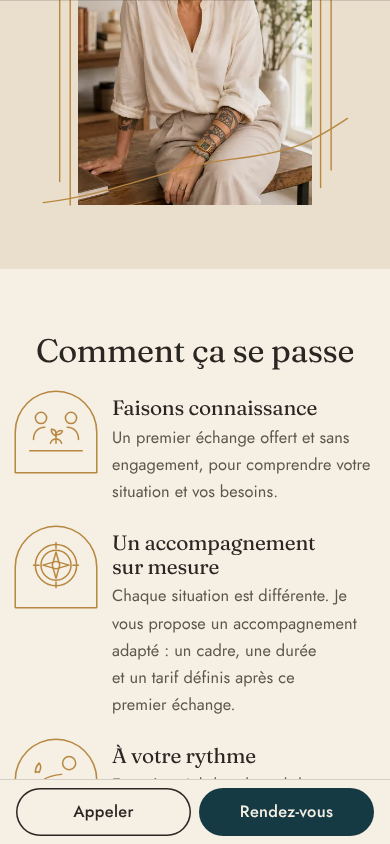 Comment ça se passe
Faisons connaissance
Un premier échange offert et sans
engagement, pour comprendre votre
situation et vos besoins.
Un accompagnement
sur mesure
Chaque situation est différente. Je
vous propose un accompagnement
adapté : un cadre, une durée
et un tarif définis après ce
premier échange.
À votre rythme
Appeler
Rendez-vous